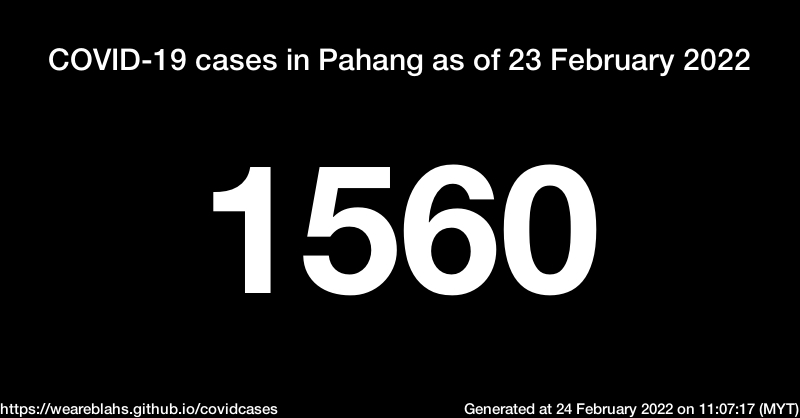 COVID-19 cases in Pahang as of 23 February 2022
1560
https://weareblahs.github.io/covidcases
Generated at 24 February 2022 on 11:07:17 (MYT)